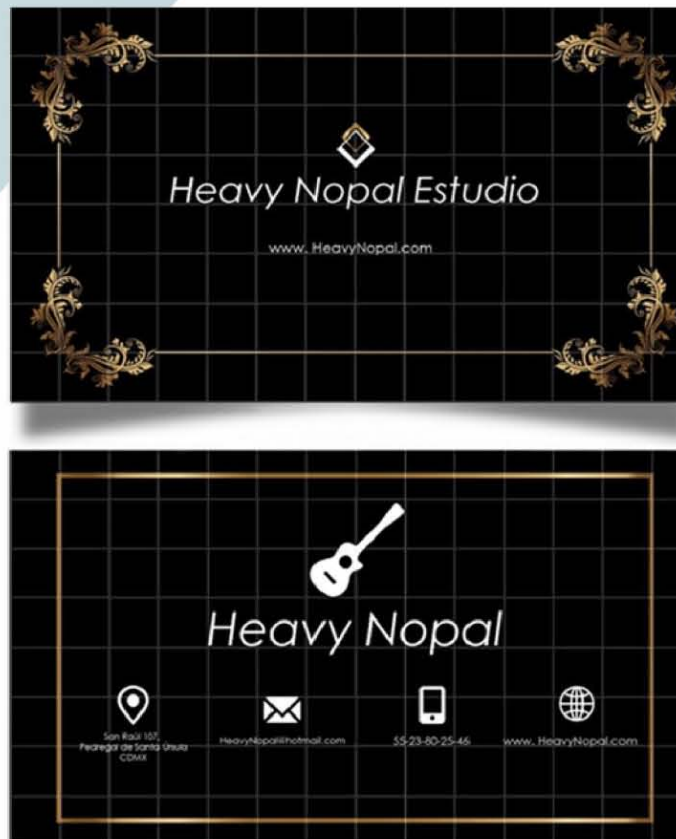 Heavy Nopal Estudio
www. HeavyNopal.com
Heavy Nopal
San Raúl 107,
Pedregal de Santa Úrsula
CDMX
HeavyNopal@hotmail.com
55-23-80-25-46
www. HeavyNopal.com